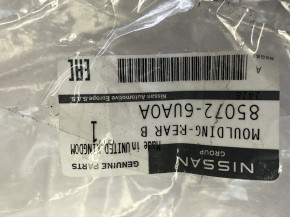 NISSAN
GROUP
GENUINE PARTS
MOULDING-REAR B
Made in UNITED KINGDOM
1
85072-6UA0A
Nissan Automotive Europe S.A.S
EAC
A